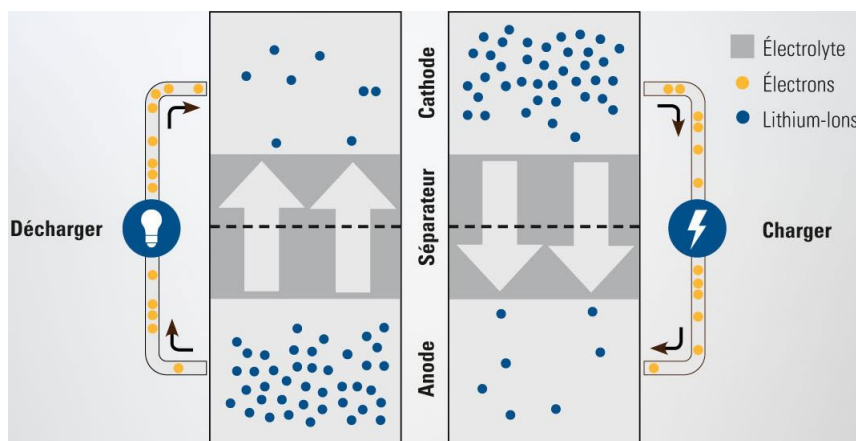 Électrolyte
Électrons
Lithium-Ions
Cathode
Séparateur
Anode
Décharger
Charger